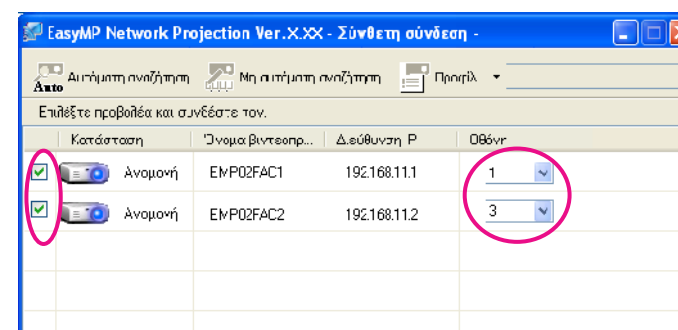 EasyMP Network Projection Ver.X.XX - Σύνθετη σύνδεση -
Auto Αυτόματη αναζήτηση Μη αυτόματη αναζήτηση Προφίλ
Επιλέξτε προβολέα και συνδέστε τον.
Κατάσταση Όνομα βιντεοπρ... Διεύθυνση IP Οθόνη
Αναμονή EMP02FAC1 192.168.11.1 1
Αναμονή EMP02FAC2 192.168.11.2 3